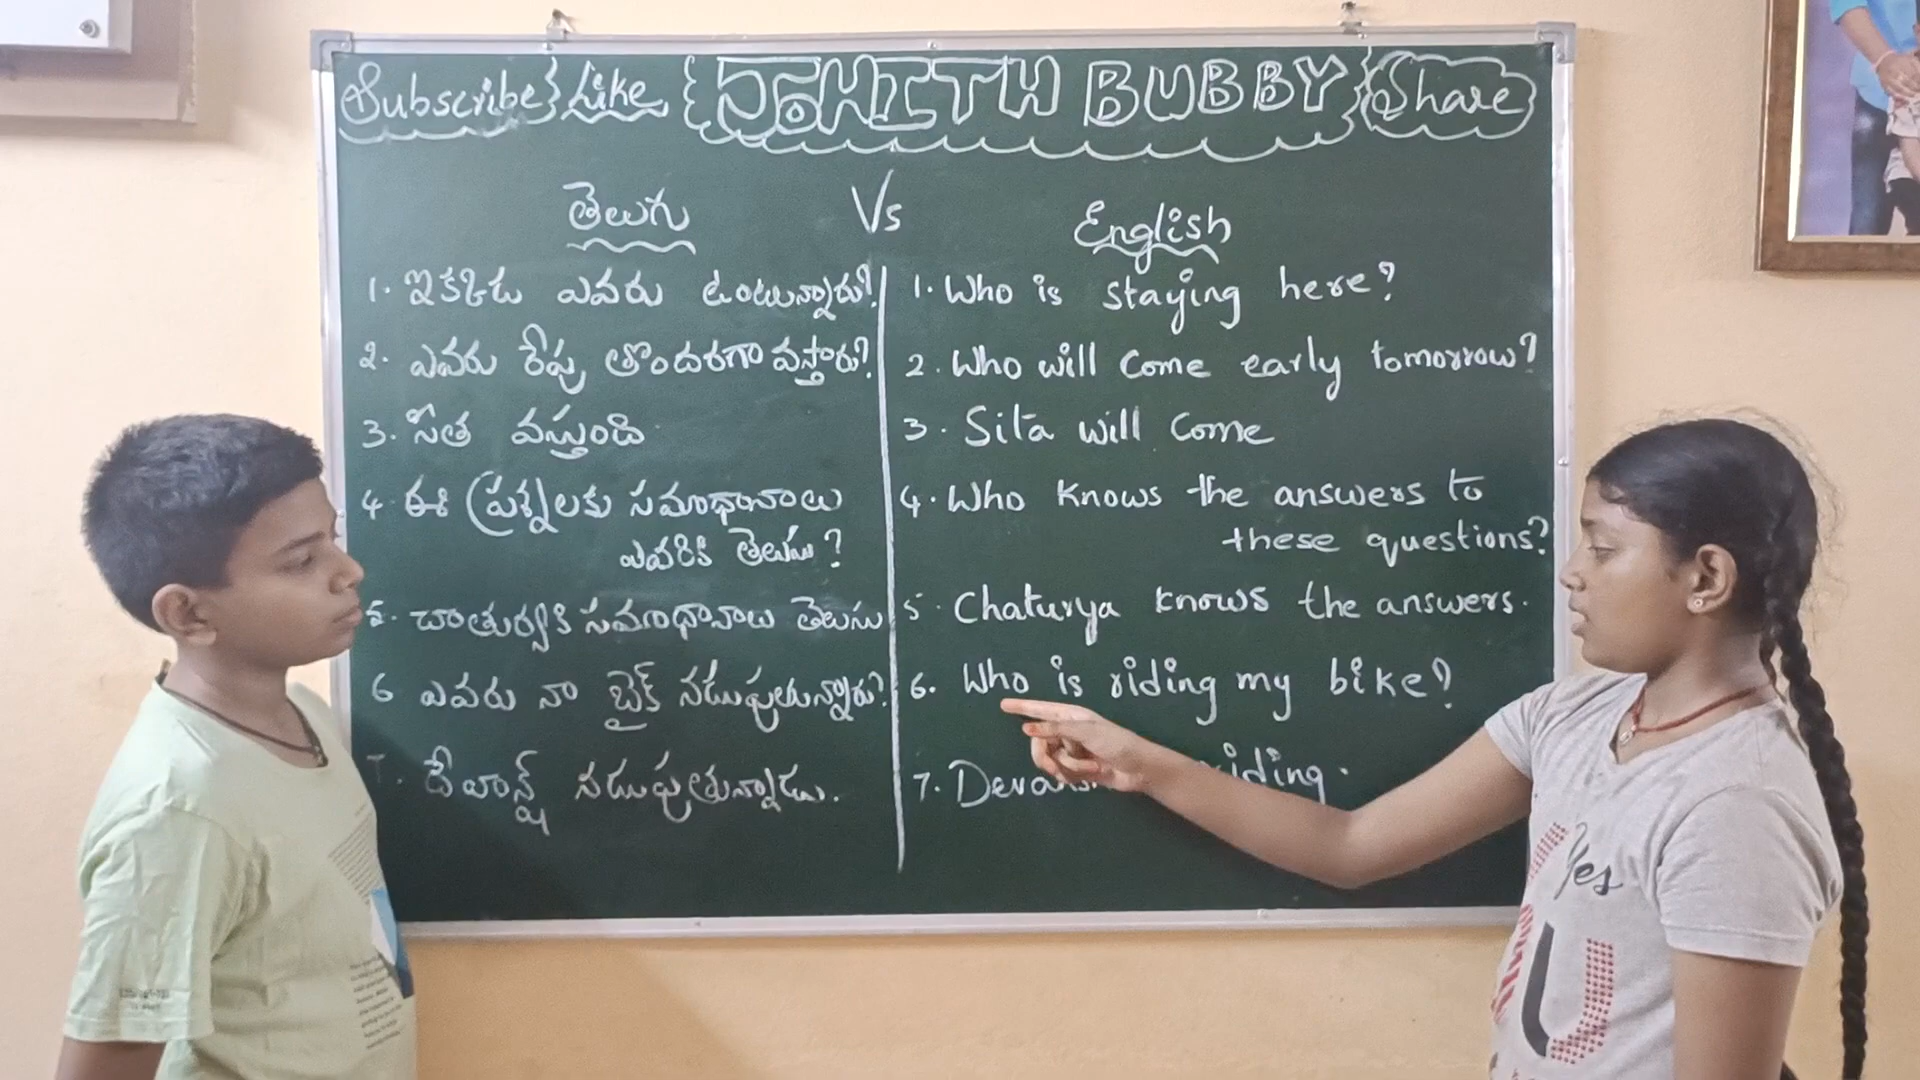 Subscribe Like JOHITH BUBBY Share
తెలుగు Vs English
1. ఇక్కడ ఎవరు ఉంటున్నారు?
2. ఎవరు రేపు తొందరగా వస్తారు?
3. సీత వస్తుంది.
4. ఈ ప్రశ్నలకు సమాధానాలు
ఎవరికి తెలుసు?
5. చాతుర్యకి సమాధానాలు తెలుసు
6 ఎవరు నా బైక్ నడుపుతున్నారు?
7. దేవాన్ష్ నడుపుతున్నాడు.
1. Who is staying here?
2. Who will come early tomorrow?
3. Sita will come
4. Who knows the answers to
these questions?
5. Chaturya knows the answers.
6. Who is riding my bike?
7. riding.
Yes